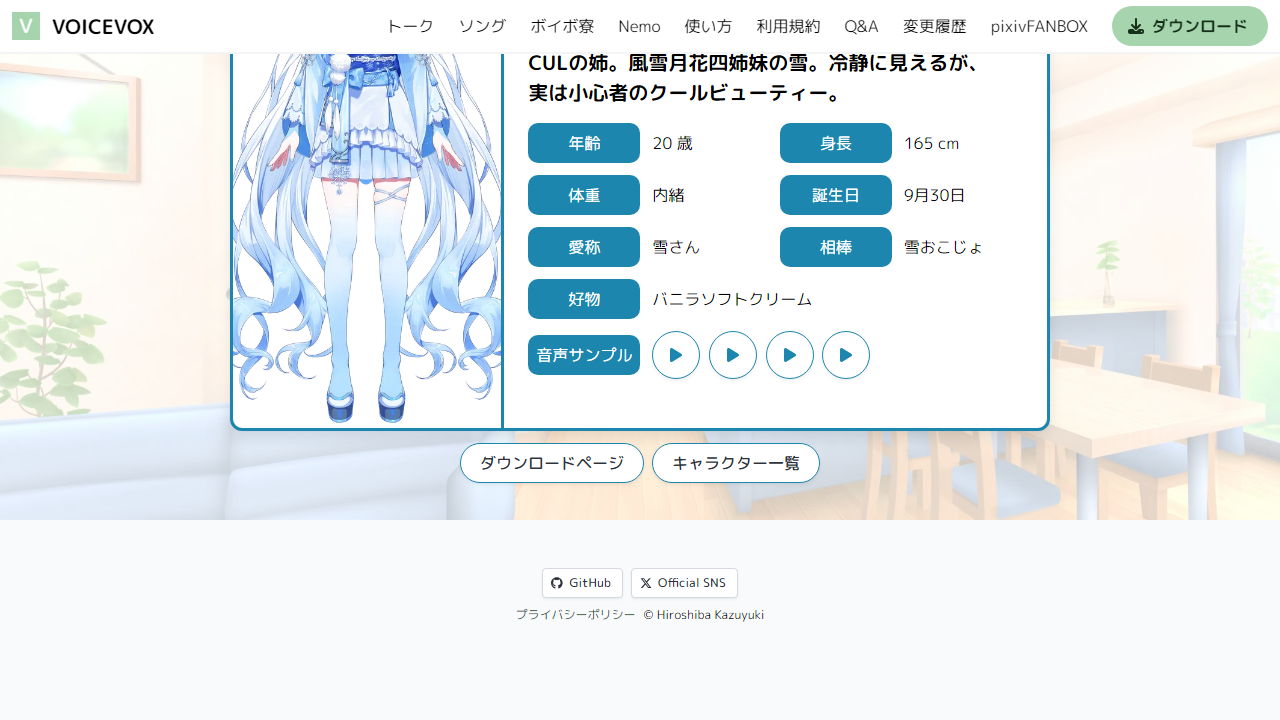 V VOICEVOX トーク ソング ボイボ寮 Nemo 使い方 利用規約 Q&A 変更履歴 pixivFANBOX ダウンロード
CULの姉。風雪月花四姉妹の雪。冷静に見えるが、
実は小心者のクールビューティー。
年齢 20 歳 身長 165 cm
体重 内緒 誕生日 9月30日
愛称 雪さん 相棒 雪おこじょ
好物 バニラソフトクリーム
音声サンプル
ダウンロードページ キャラクター一覧
GitHub Official SNS
プライバシーポリシー © Hiroshiba Kazuyuki